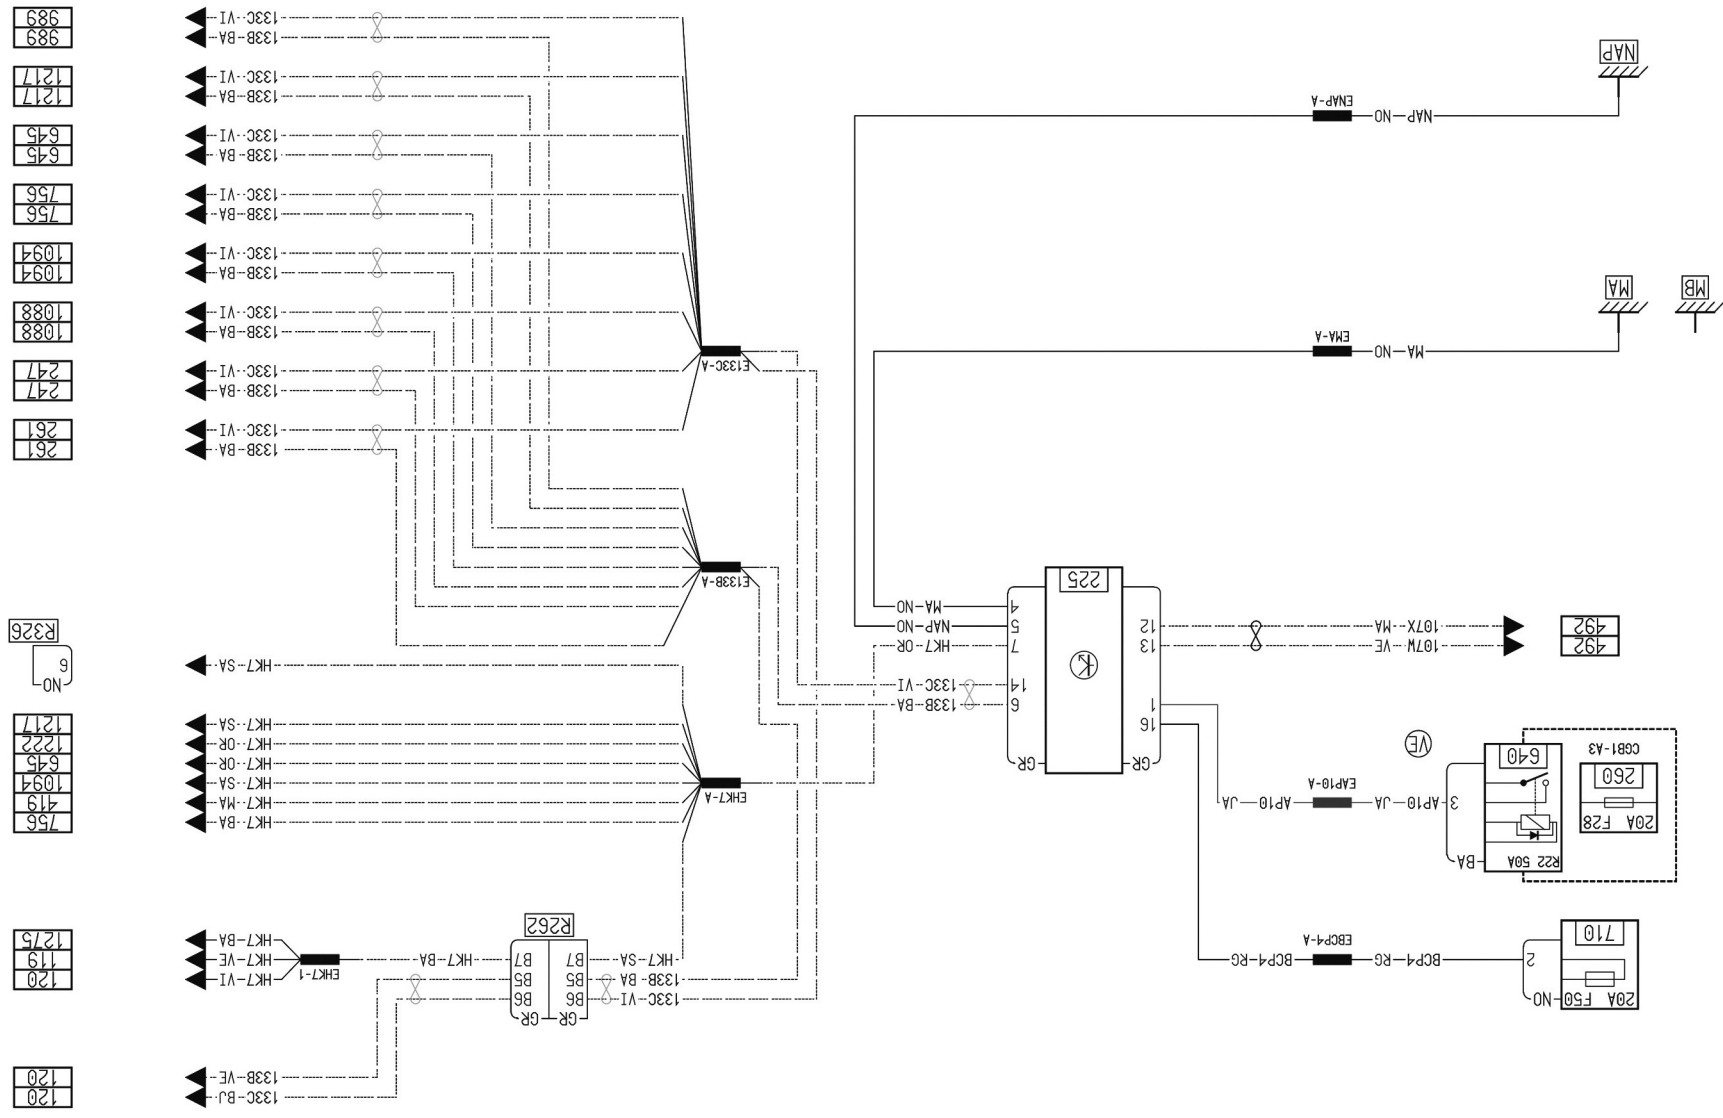 120
120
133C-BJ
133B-VE
GR
GR
B6
B5
B7
B6
B5
B7
R262
133C-VI
133B-BA
HK7-SA
HK7-BA
EHK7-1
HK7-VI
HK7-VE
HK7-BA
120
119
1275
20A F50
NO
2
710
BCP4-RG
EBCP4-A
BCP4-RG
R22 50A
BA
3
640
20A F28
260
CGB1-A3
VE
AP10-JA
EAP10-A
AP10-JA
HK7-BA
HK7-MA
HK7-SA
HK7-OR
HK7-OR
HK7-SA
756
419
1094
645
1222
1217
EHK7-A
GR
GR
16
1
13
12
6
14
7
5
4
225
K
133B-BA
133C-VI
HK7-OR
NAP-NO
MA-NO
107W-VE
107X-MA
492
492
HK7-SA
NO
6
R326
E133B-A
133B-BA
133C-VI
261
261
133B-BA
133C-VI
247
247
E133C-A
MA-NO
EMA-A
MA
MB
133B-BA
133C-VI
1088
1088
133B-BA
133C-VI
1094
1094
133B-BA
133C-VI
756
756
133B-BA
133C-VI
645
645
NAP-NO
ENAP-A
NAP
133B-BA
133C-VI
1217
1217
133B-BA
133C-VI
689
689